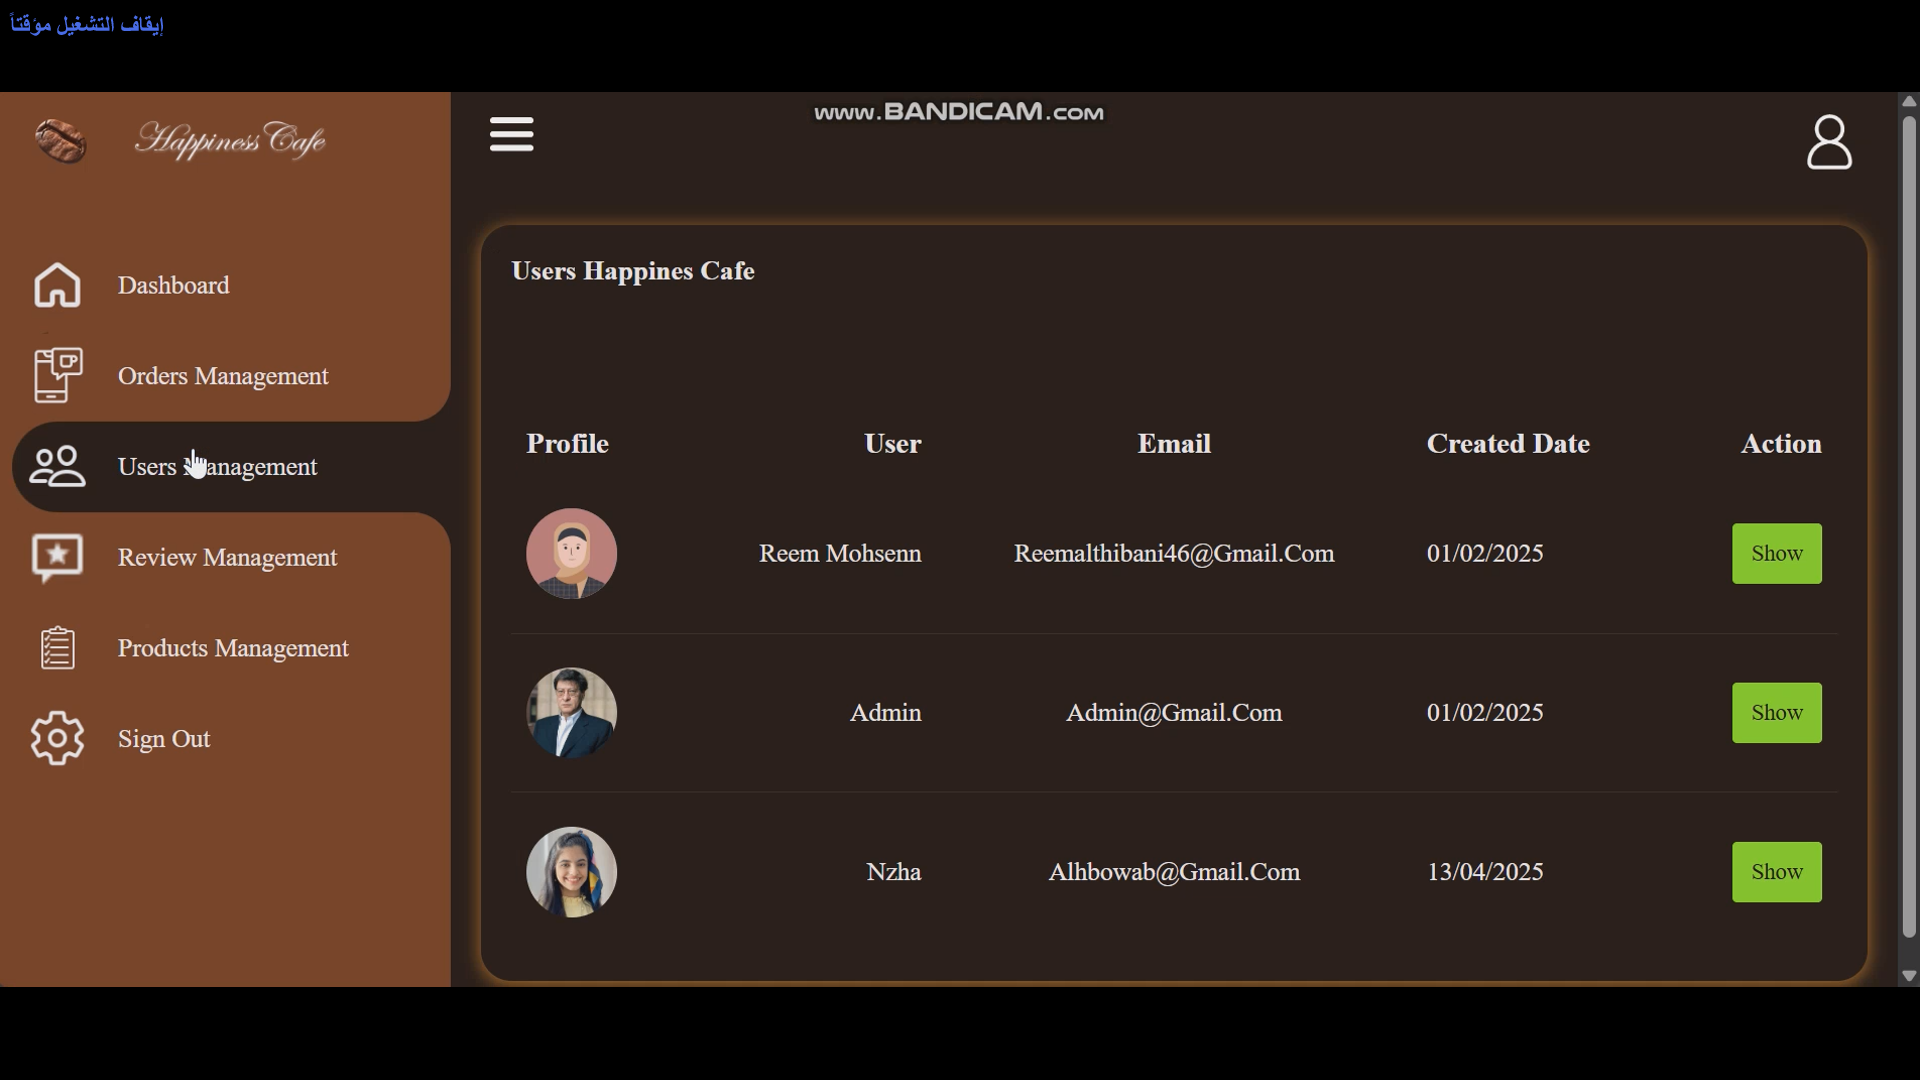 إيقاف التشغيل مؤقتاً
www.BANDICAM.com
Happiness Cafe
Dashboard
Orders Management
Users Management
Review Management
Products Management
Sign Out
Users Happines Cafe
Profile User Email Created Date Action
Reem Mohsenn Reemalthibani46@Gmail.Com 01/02/2025 Show
Admin Admin@Gmail.Com 01/02/2025 Show
Nzha Alhbowab@Gmail.Com 13/04/2025 Show